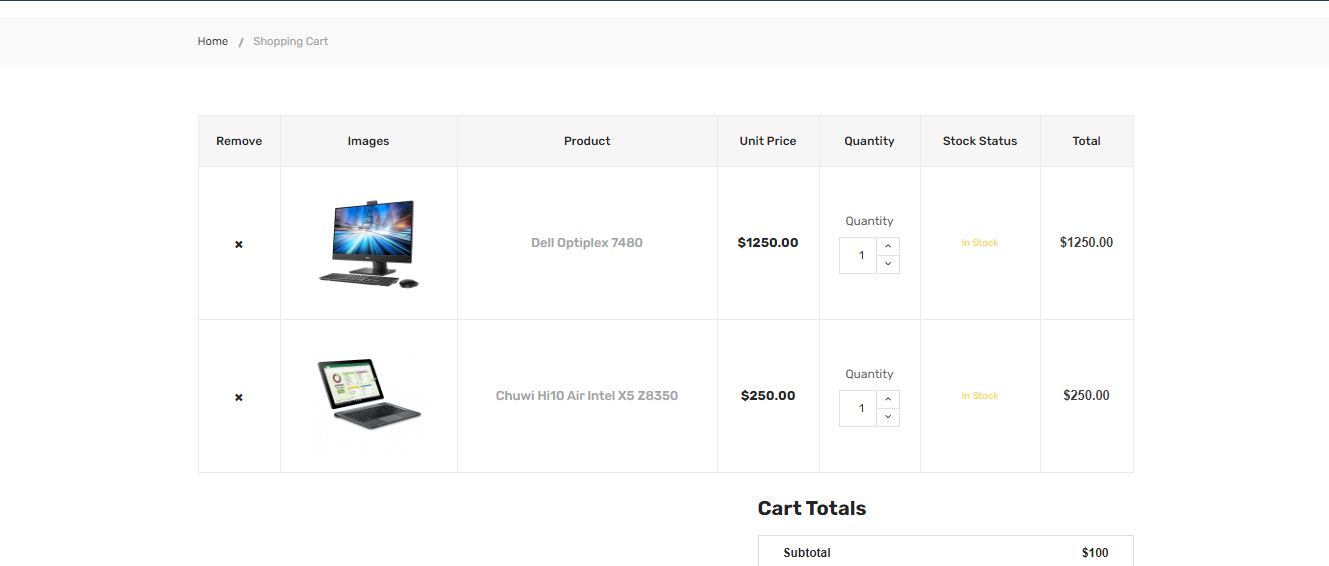 Home / Shopping Cart
Remove Images Product Unit Price Quantity Stock Status Total
Quantity
Dell Optiplex 7480 $1250.00 1 In Stock $1250.00
Quantity
Chuwi Hi10 Air Intel X5 Z8350 $250.00 1 In Stock $250.00
Cart Totals
Subtotal $100